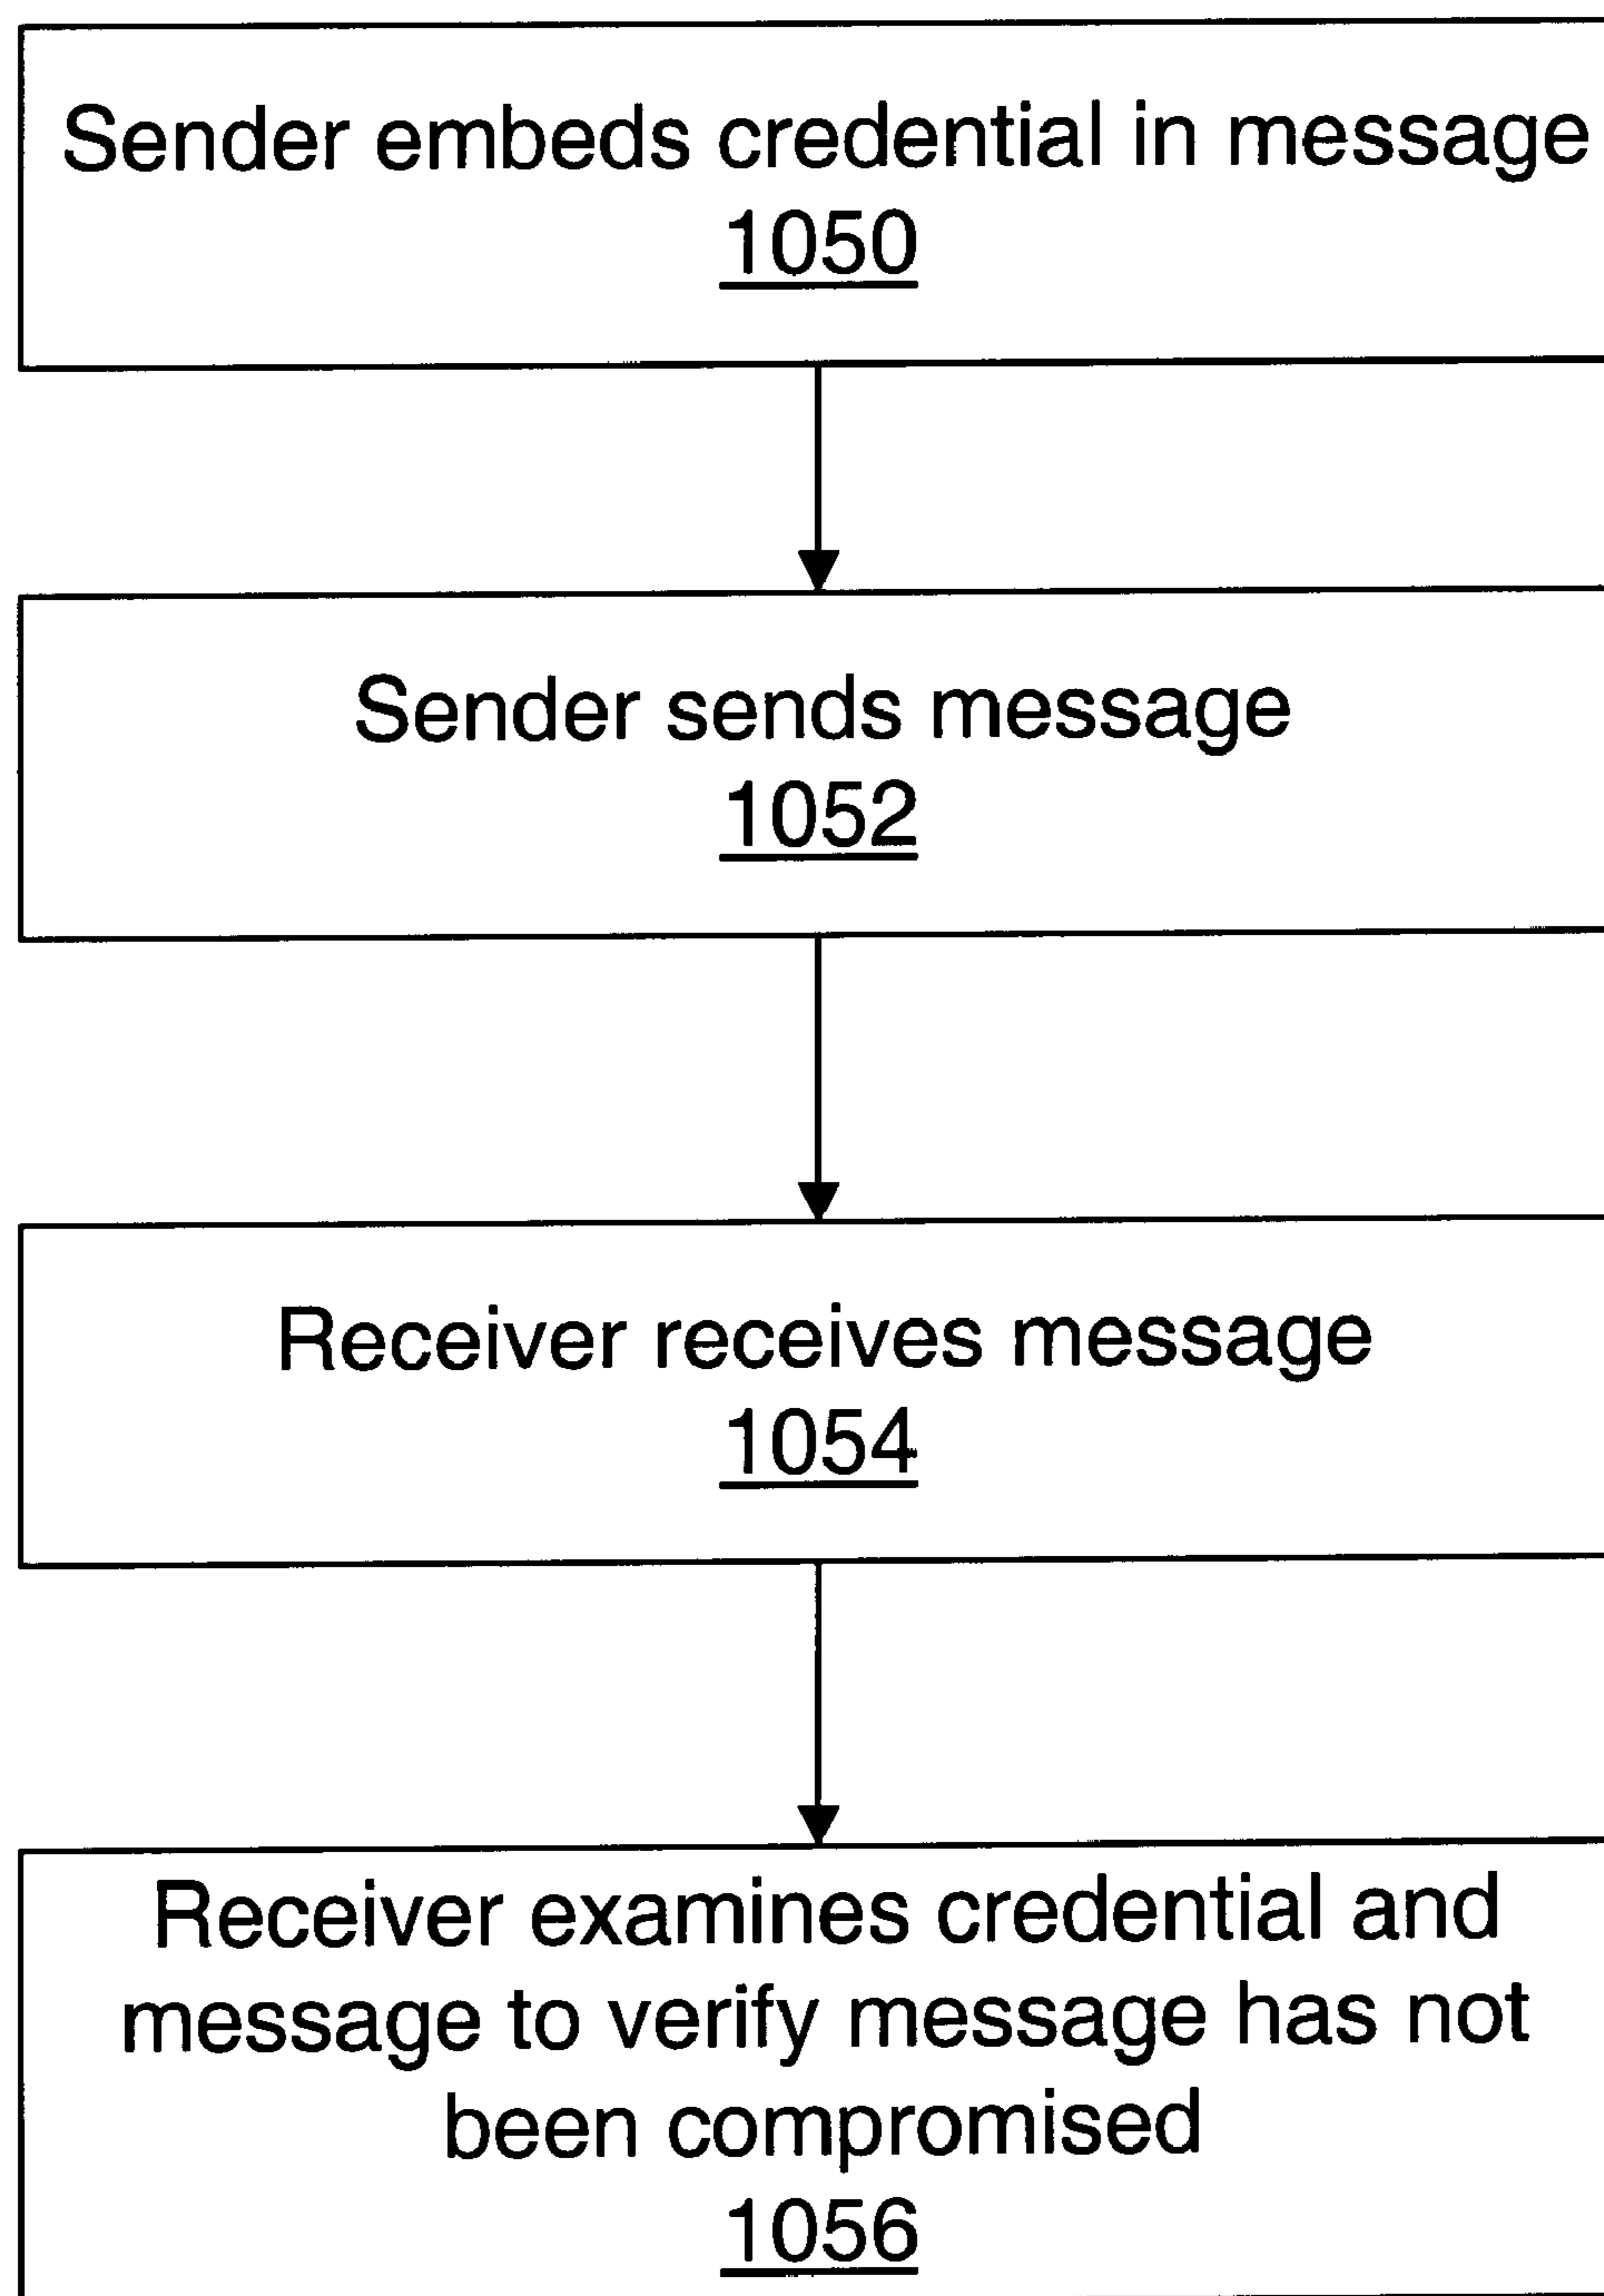 Sender embeds credential in message
1050
Sender sends message
1052
Receiver receives message
1054
Receiver examines credential and
message to verify message has not
been compromised
1056